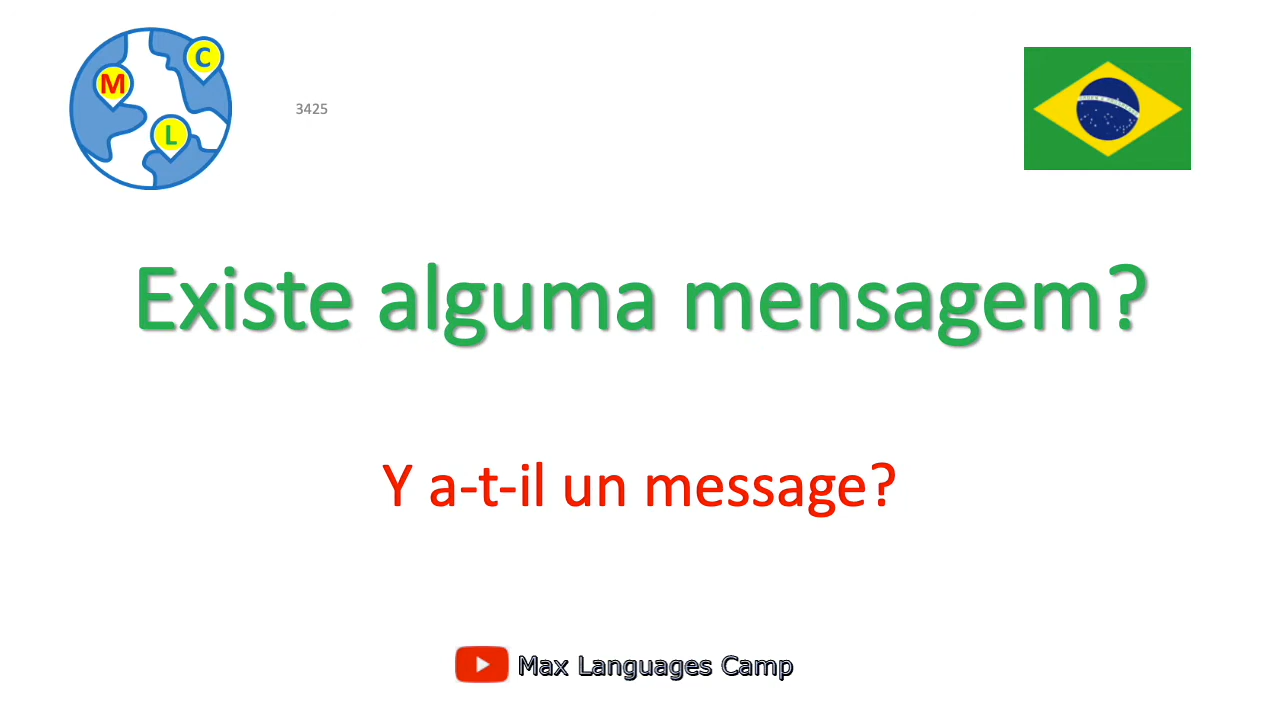 M
C
L
3425
Existe alguma mensagem?
Y a-t-il un message?
Max Languages Camp